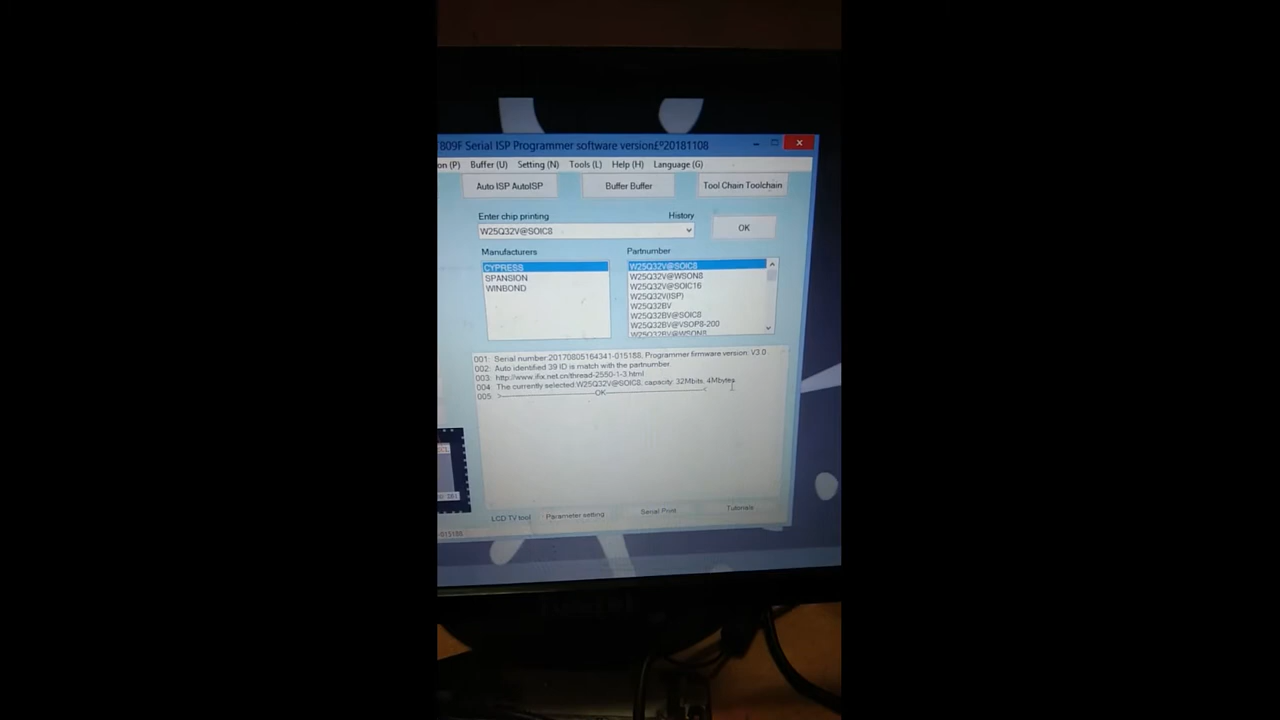 T809F Serial ISP Programmer software version£º20181108
on (P) Buffer (U) Setting (N) Tools (L) Help (H) Language (G)
Auto ISP AutoISP Buffer Buffer Tool Chain Toolchain
Enter chip printing History
W25Q32V@SOIC8 OK
Manufacturers Partnumber
CYPRESS W25Q32V@SOIC8
SPANSION W25Q32V@WSON8
WINBOND W25Q32V@SOIC16
W25Q32V(ISP)
W25Q32BV
W25Q32BV@SOIC8
W25Q32BV@VSOP8-200
W25Q32BV@WSON8
001: Serial number:20170805164341-015188, Programmer firmware version: V3.0
002: Auto identified 39 ID is match with the partnumber
003: http://www.ifix.net.cn/thread-2550-1-3.html
004: The currently selected:W25Q32V@SOIC8, capacity: 32Mbits, 4Mbytes
005: >----------OK----------<
LCD TV tool Parameter setting Serial Print Tutorials
-015188